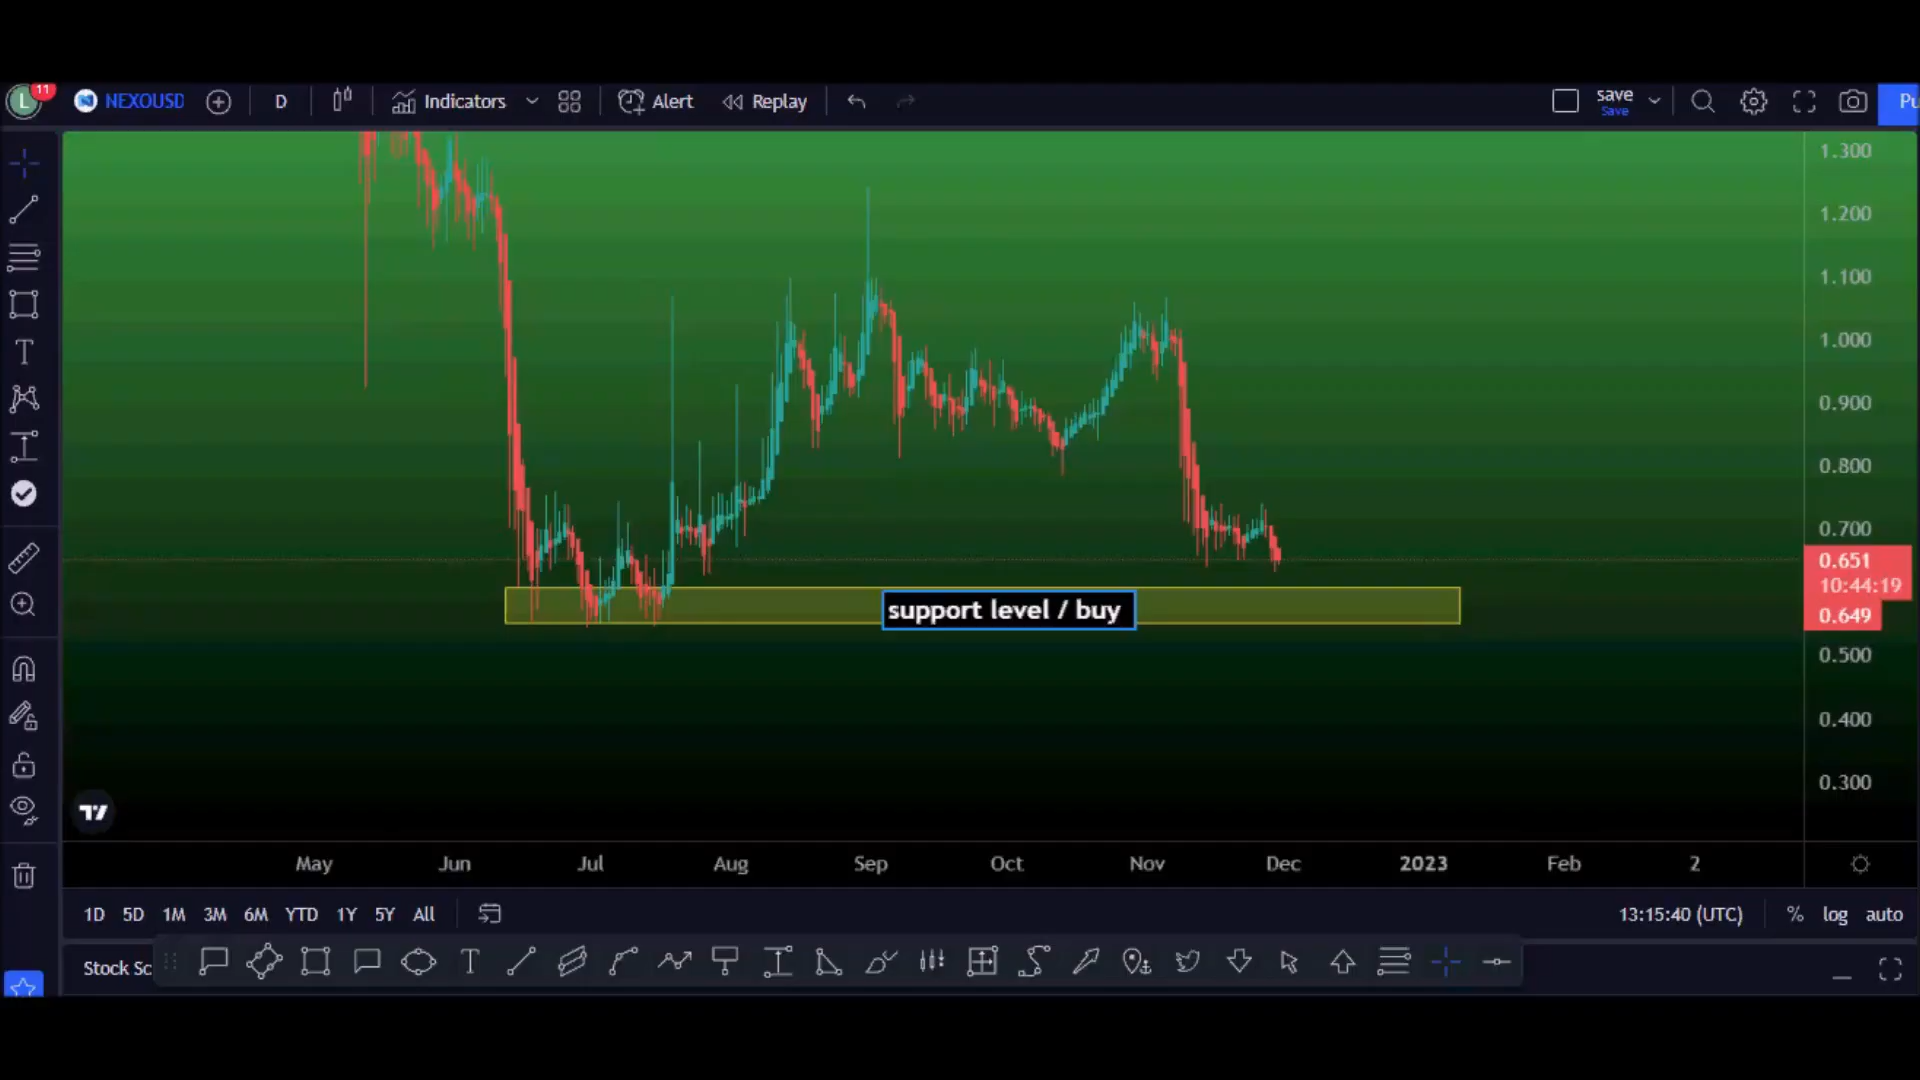 L 11 NEXOUSD D Indicators Alert Replay save Save Pu
1.300
1.200
1.100
1.000
0.900
0.800
0.700
0.651
10:44:19
0.649
support level / buy
0.500
0.400
0.300
May Jun Jul Aug Sep Oct Nov Dec 2023 Feb 2
1D 5D 1M 3M 6M YTD 1Y 5Y All 13:15:40 (UTC) % log auto
Stock Sc